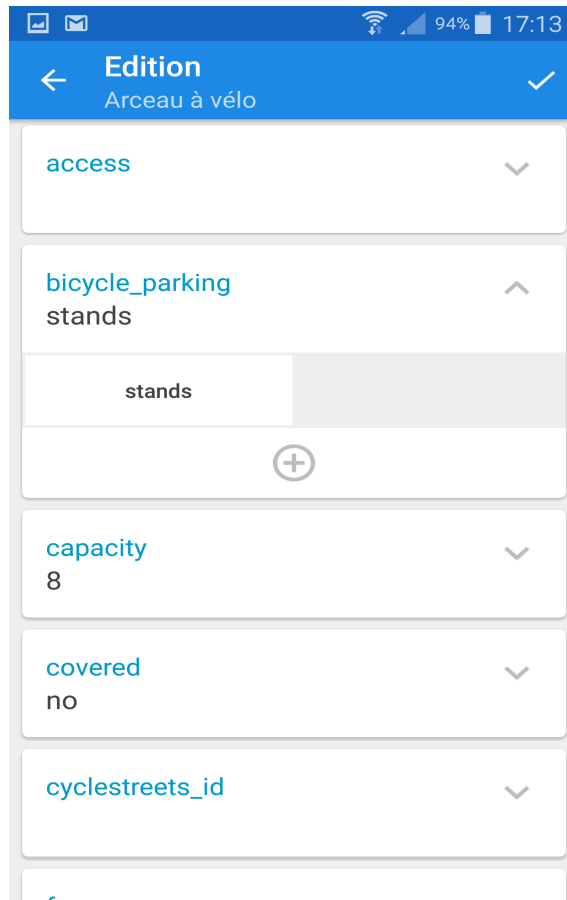 94% 17:13
Edition
Arceau à vélo
access
bicycle_parking
stands
stands
capacity
8
covered
no
cyclestreets_id